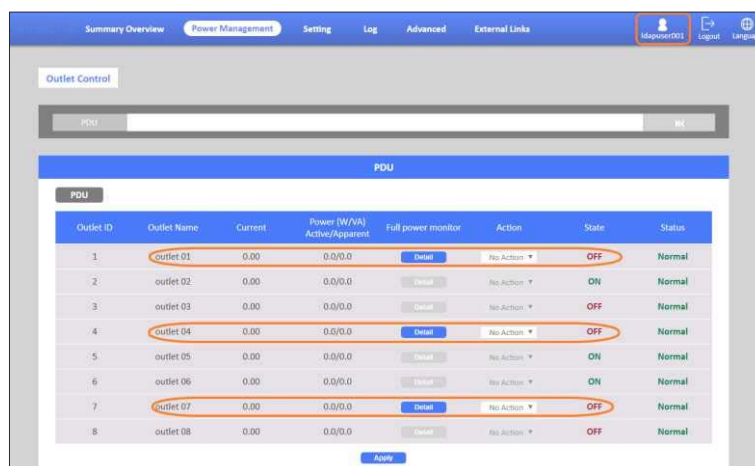 Summary Overview Power Management Setting Log Advanced External Links ldapuser001 Logout Langua
Outlet Control
PDU
PDU
PDU
Outlet ID Outlet Name Current Power (W/VA) Active/Apparent Full power monitor Action State Status
1 outlet 01 0.00 0.0/0.0 Detail No Action OFF Normal
2 outlet 02 0.00 0.0/0.0 Detail No Action ON Normal
3 outlet 03 0.00 0.0/0.0 Detail No Action OFF Normal
4 outlet 04 0.00 0.0/0.0 Detail No Action OFF Normal
5 outlet 05 0.00 0.0/0.0 Detail No Action ON Normal
6 outlet 06 0.00 0.0/0.0 Detail No Action ON Normal
7 outlet 07 0.00 0.0/0.0 Detail No Action OFF Normal
8 outlet 08 0.00 0.0/0.0 Detail No Action OFF Normal
Apply